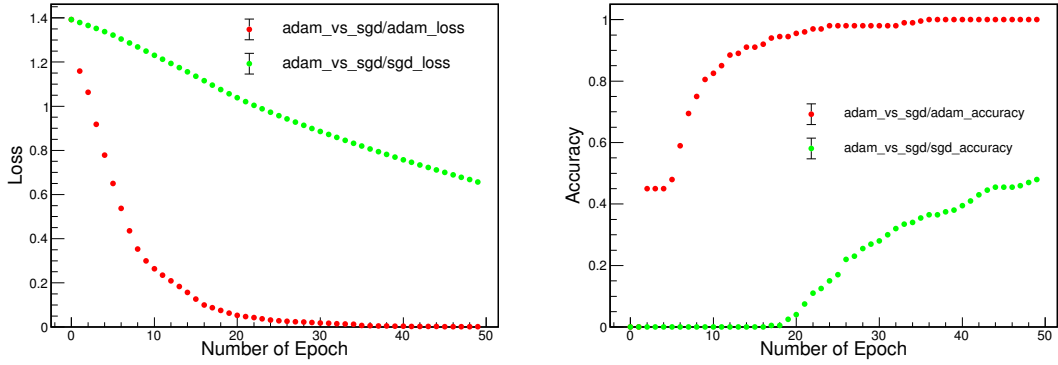 1.4
1.2
1
0.8
0.6
0.4
0.2
0
Loss
adam_vs_sgd/adam_loss
adam_vs_sgd/sgd_loss
0 10 20 30 40 50
Number of Epoch
1
0.8
0.6
0.4
0.2
0
Accuracy
adam_vs_sgd/adam_accuracy
adam_vs_sgd/sgd_accuracy
0 10 20 30 40 50
Number of Epoch